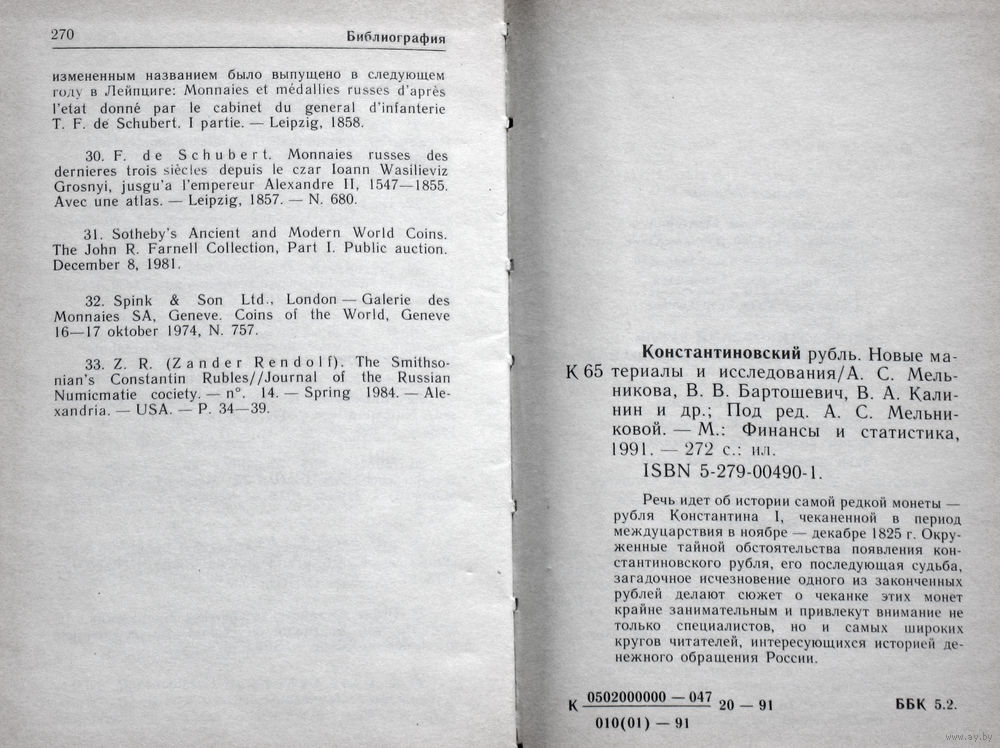 270
Библиография
измененным названием было выпущено в следующем
году в Лейпциге: Monnaies et médallies russes d'après
l'etat donné par le cabinet du general d'infanterie
T. F. de Schubert. I partie. — Leipzig, 1858.
30. F. de Schubert. Monnaies russes des
dernieres trois siècles depuis le czar Ioann Wasilieviz
Grosnyi, jusgu'a l'empereur Alexandre II, 1547—1855.
Avec une atlas. — Leipzig, 1857. — N. 680.
31. Sotheby's Ancient and Modern World Coins.
The John R. Farnell Collection, Part I. Public auction.
December 8, 1981.
32. Spink & Son Ltd., London — Galerie des
Monnaies SA, Geneve. Coins of the World, Geneve
16—17 oktober 1974, N. 757.
33. Z. R. (Zander Rendolf). The Smithso-
nian's Constantin Rubles//Journal of the Russian
Numicmatie cociety. — n°. 14. — Spring 1984. — Ale-
xandria. — USA. — P. 34—39.
Константиновский рубль. Новые ма-
К 65 териалы и исследования/А. С. Мель-
никова, В. В. Бартошевич, В. А. Кали-
нин и др.; Под ред. А. С. Мельни-
ковой. — М.: Финансы и статистика,
1991. — 272 с.: ил.
ISBN 5-279-00490-1.
Речь идет об истории самой редкой монеты —
рубля Константина I, чеканенной в период
междуцарствия в ноябре — декабре 1825 г. Окру-
женные тайной обстоятельства появления кон-
стантиновского рубля, его последующая судьба,
загадочное исчезновение одного из законченных
рублей делают сюжет о чеканке этих монет
крайне занимательным и привлекут внимание не
только специалистов, но и самых широких
кругов читателей, интересующихся историей де-
нежного обращения России.
К 0502000000 — 047 20 — 91 ББК 5.2.
010(01) — 91
www.ay.by